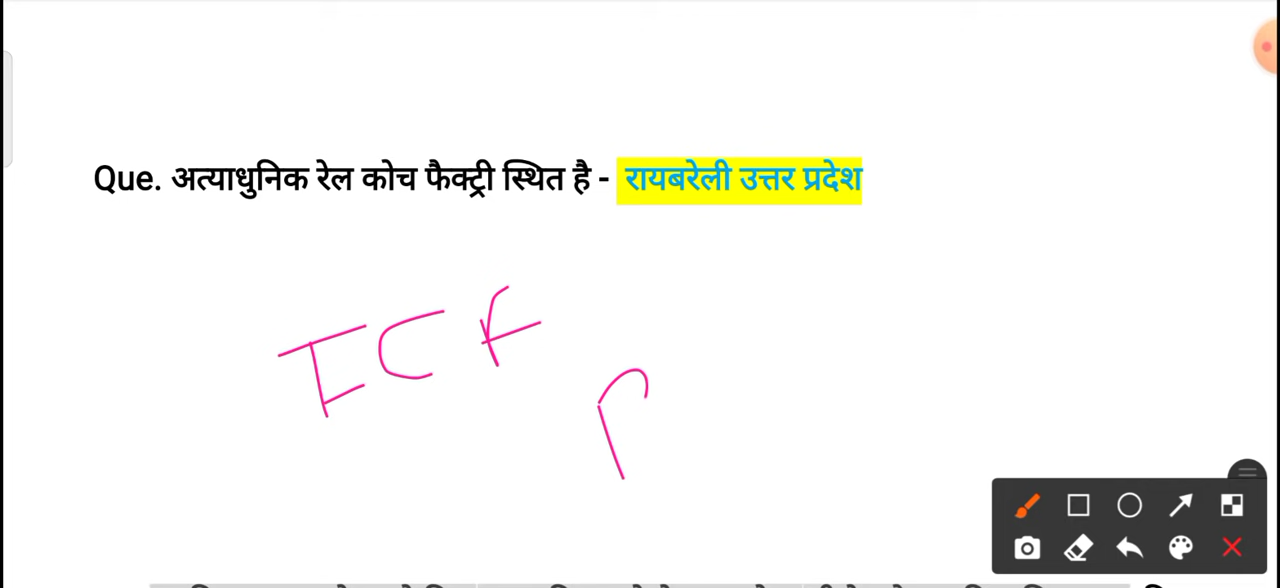 Que. अत्याधुनिक रेल कोच फैक्ट्री स्थित है - रायबरेली उत्तर प्रदेश
ICF